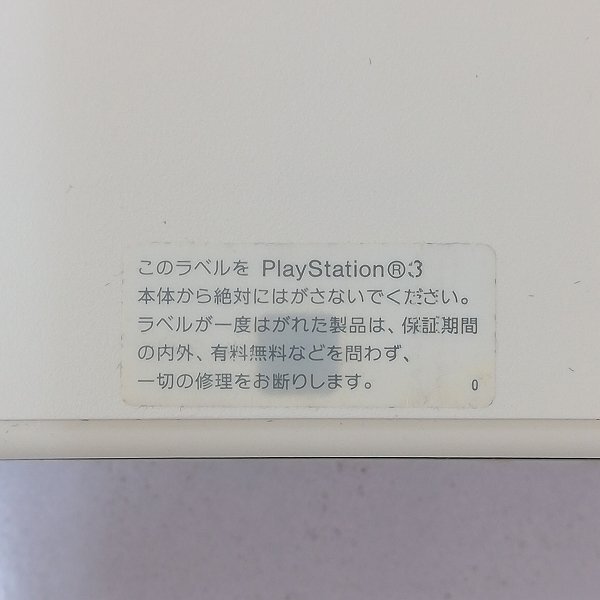 このラベルを PlayStation®3
本体から絶対にはがさないでください。
ラベルが一度はがれた製品は、保証期間
の内外、有料無料などを問わず、
一切の修理をお断りします。 0